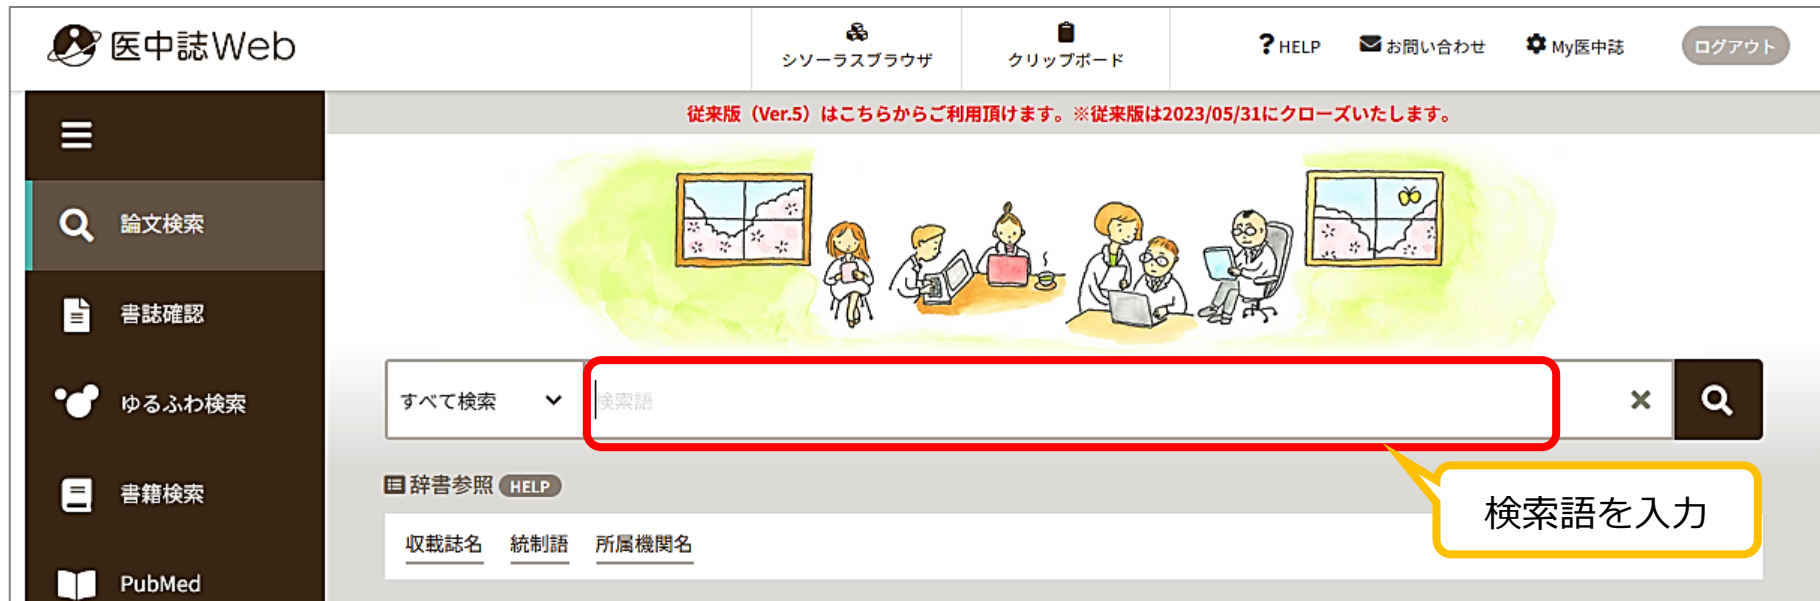 医中誌Web
シソーラスブラウザ
クリップボード
? HELP
お問い合わせ
My医中誌
ログアウト
従来版（Ver.5）はこちらからご利用頂けます。※従来版は2023/05/31にクローズいたします。
論文検索
書誌確認
ゆるふわ検索
書籍検索
PubMed
すべて検索
検索語
辞書参照 HELP
検索語を入力
収載誌名 統制語 所属機関名